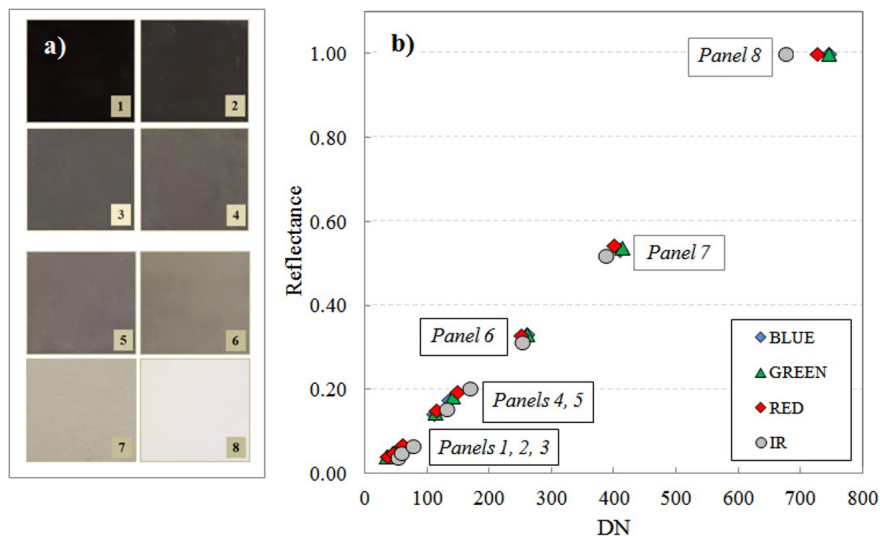 a)
1
2
3
4
5
6
7
8
b)
Reflectance
1.00
0.80
0.60
0.40
0.20
0.00
0
100
200
300
400
500
600
700
800
DN
Panel 8
Panel 7
Panel 6
Panels 4, 5
Panels 1, 2, 3
BLUE
GREEN
RED
IR